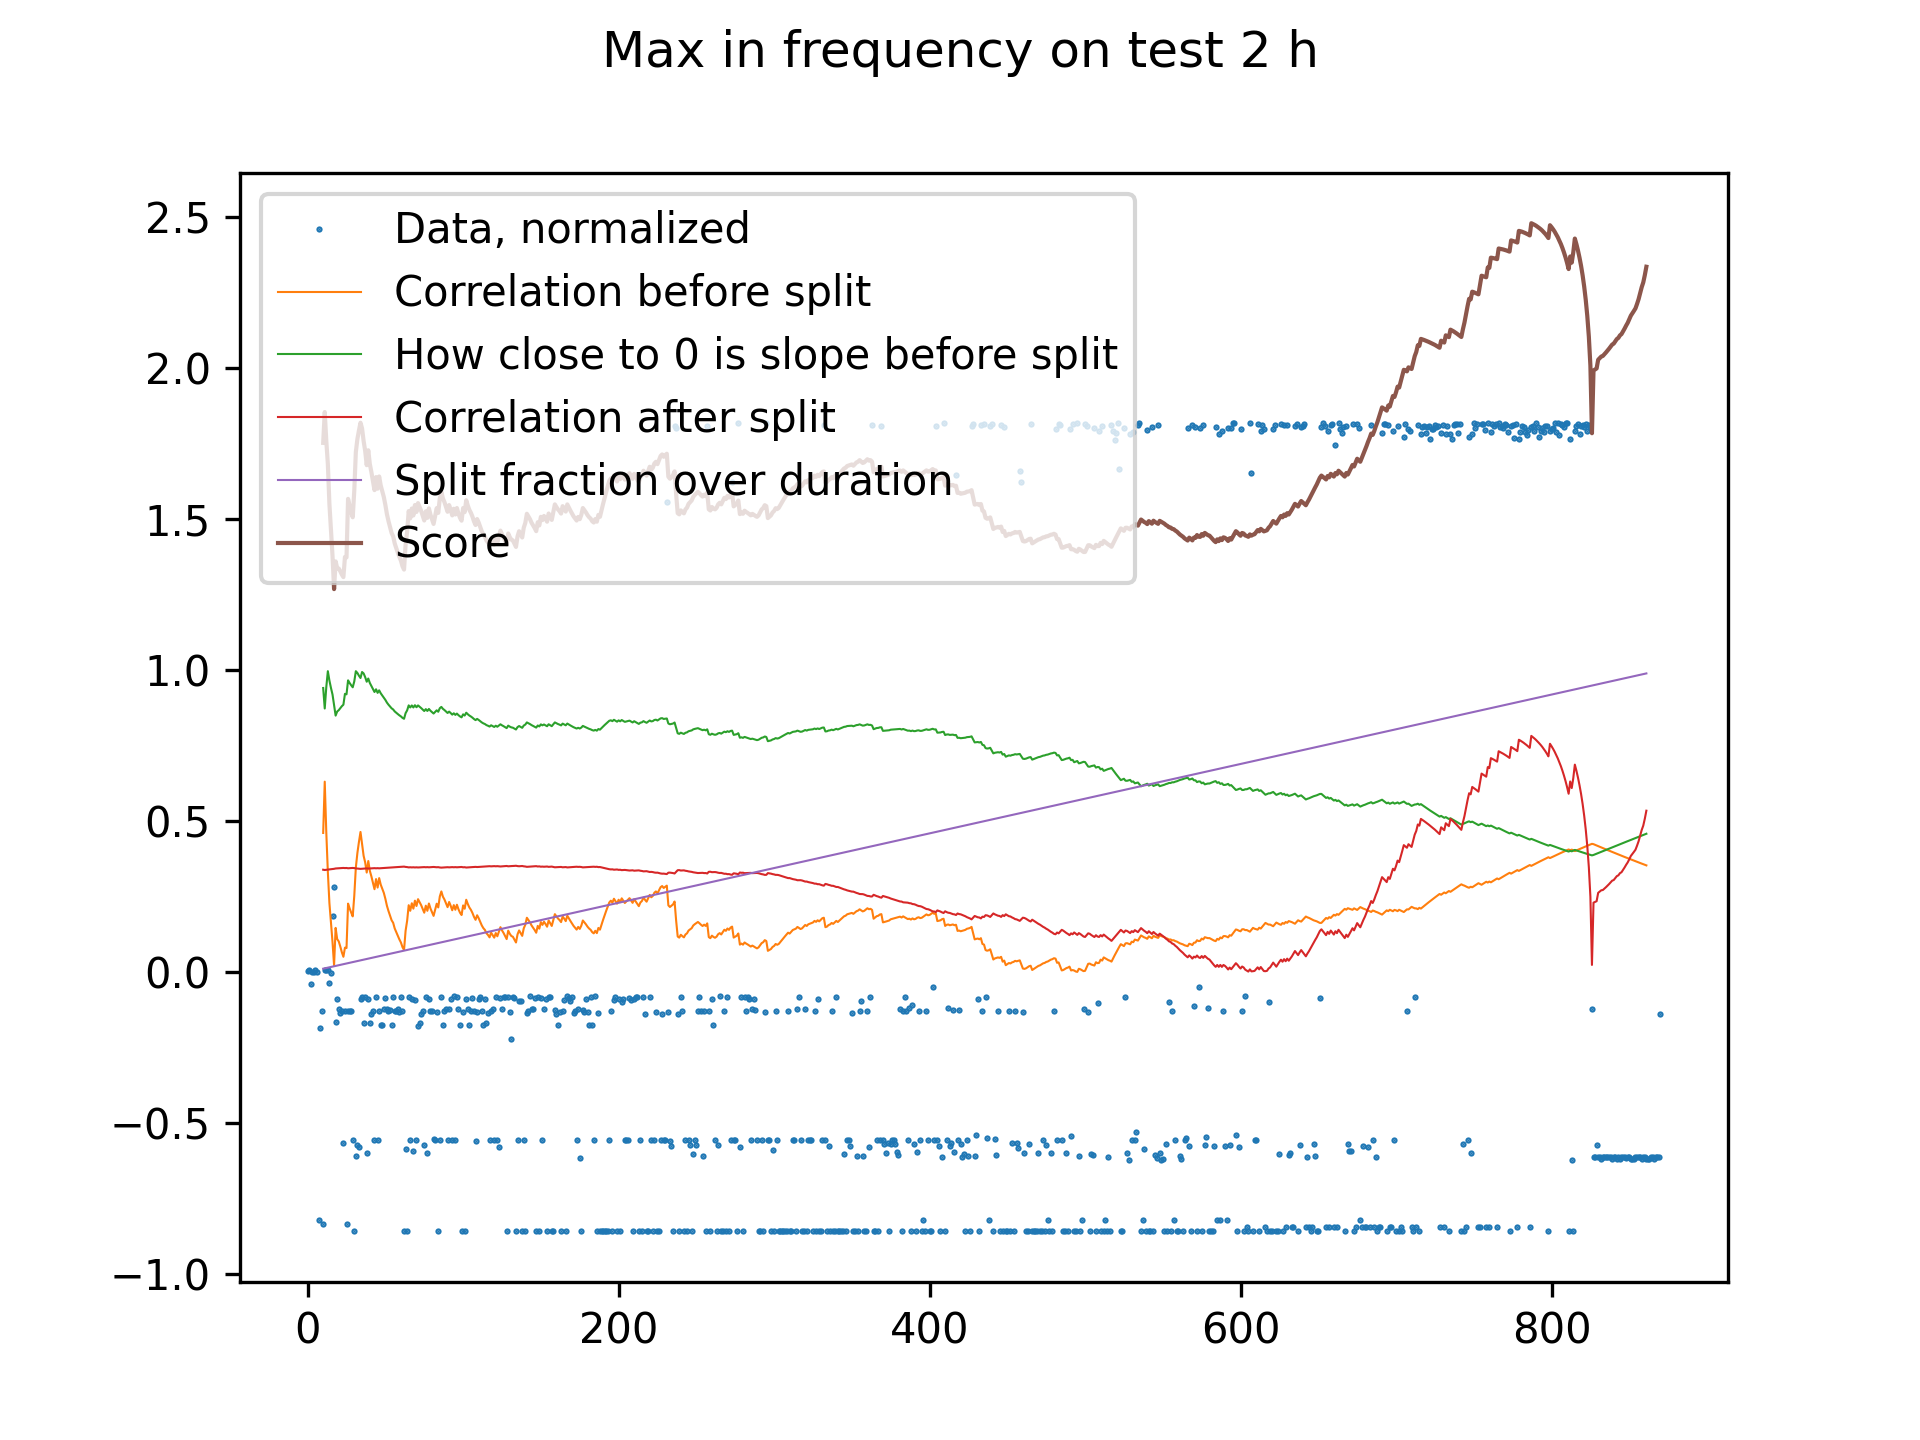 Max in frequency on test 2 h
Data, normalized
Correlation before split
How close to 0 is slope before split
Correlation after split
Split fraction over duration
Score
2.5
2.0
1.5
1.0
0.5
0.0
−0.5
−1.0
0 200 400 600 800